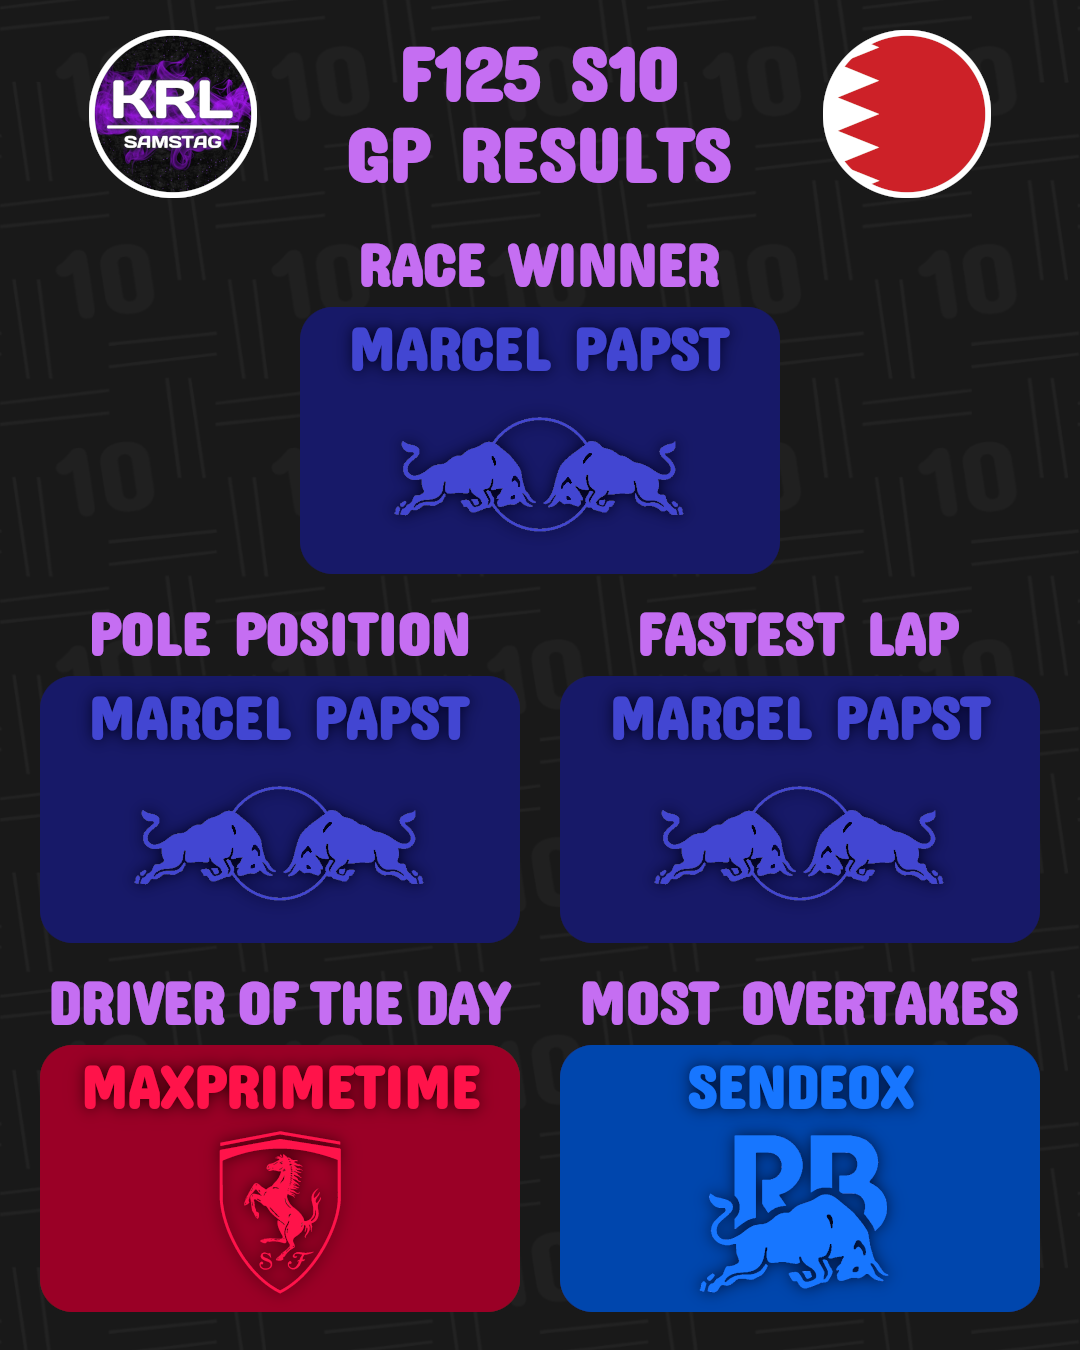 KRL
SAMSTAG
F125 S10
GP RESULTS
RACE WINNER
MARCEL PAPST
POLE POSITION
FASTEST LAP
MARCEL PAPST
MARCEL PAPST
DRIVER OF THE DAY
MOST OVERTAKES
MAXPRIMETIME
SENDEOX
S F
RB
10